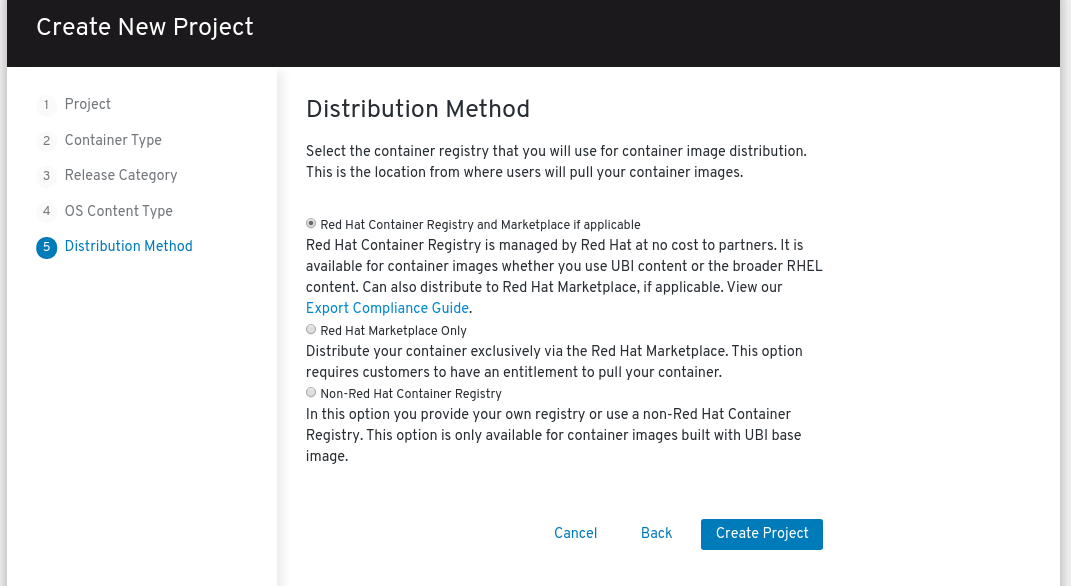 Create New Project
1 Project
2 Container Type
3 Release Category
4 OS Content Type
5 Distribution Method
Distribution Method
Select the container registry that you will use for container image distribution.
This is the location from where users will pull your container images.
Red Hat Container Registry and Marketplace if applicable
Red Hat Container Registry is managed by Red Hat at no cost to partners. It is
available for container images whether you use UBI content or the broader RHEL
content. Can also distribute to Red Hat Marketplace, if applicable. View our
Export Compliance Guide.
Red Hat Marketplace Only
Distribute your container exclusively via the Red Hat Marketplace. This option
requires customers to have an entitlement to pull your container.
Non-Red Hat Container Registry
In this option you provide your own registry or use a non-Red Hat Container
Registry. This option is only available for container images built with UBI base
image.
Cancel Back Create Project